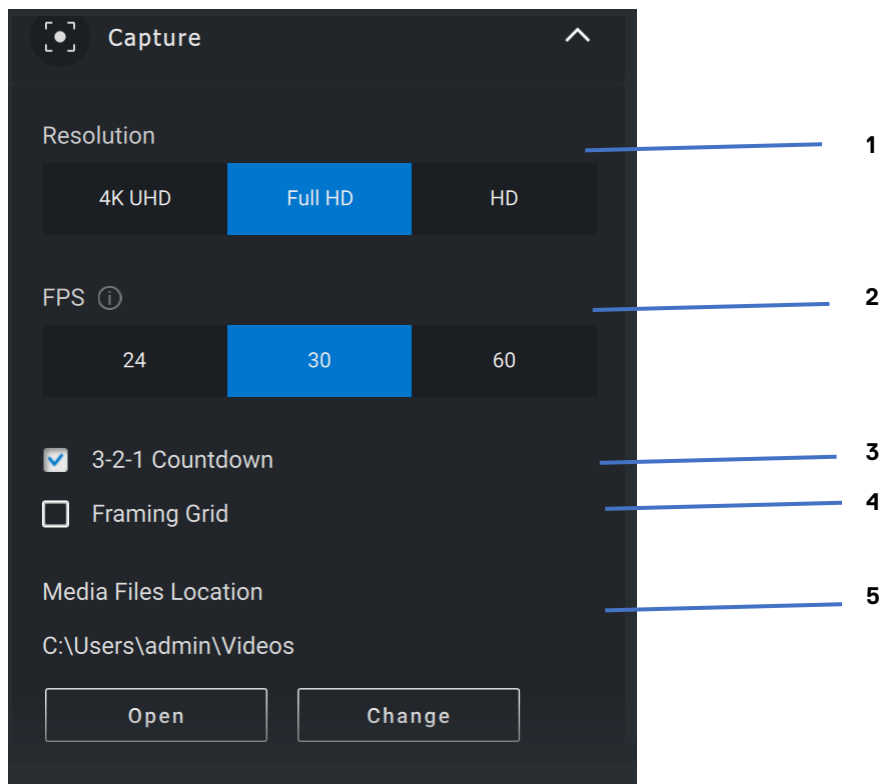 Capture
Resolution
1
4K UHD Full HD HD
FPS
2
24 30 60
3-2-1 Countdown
3
Framing Grid
4
Media Files Location
5
C:\Users\admin\Videos
Open Change